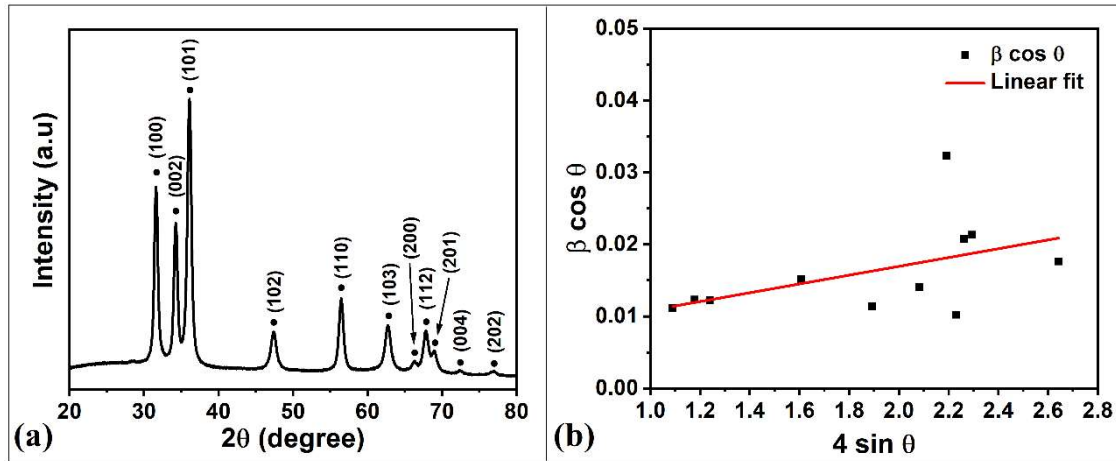 Intensity (a.u)
(100)
(002)
(101)
(102)
(110)
(103)
(200)
(112)
(201)
(004)
(202)
20 30 40 50 60 70 80
2θ (degree)
(a)
β cos θ
0.05
0.04
0.03
0.02
0.01
0.00
β cos θ
Linear fit
1.0 1.2 1.4 1.6 1.8 2.0 2.2 2.4 2.6 2.8
4 sin θ
(b)